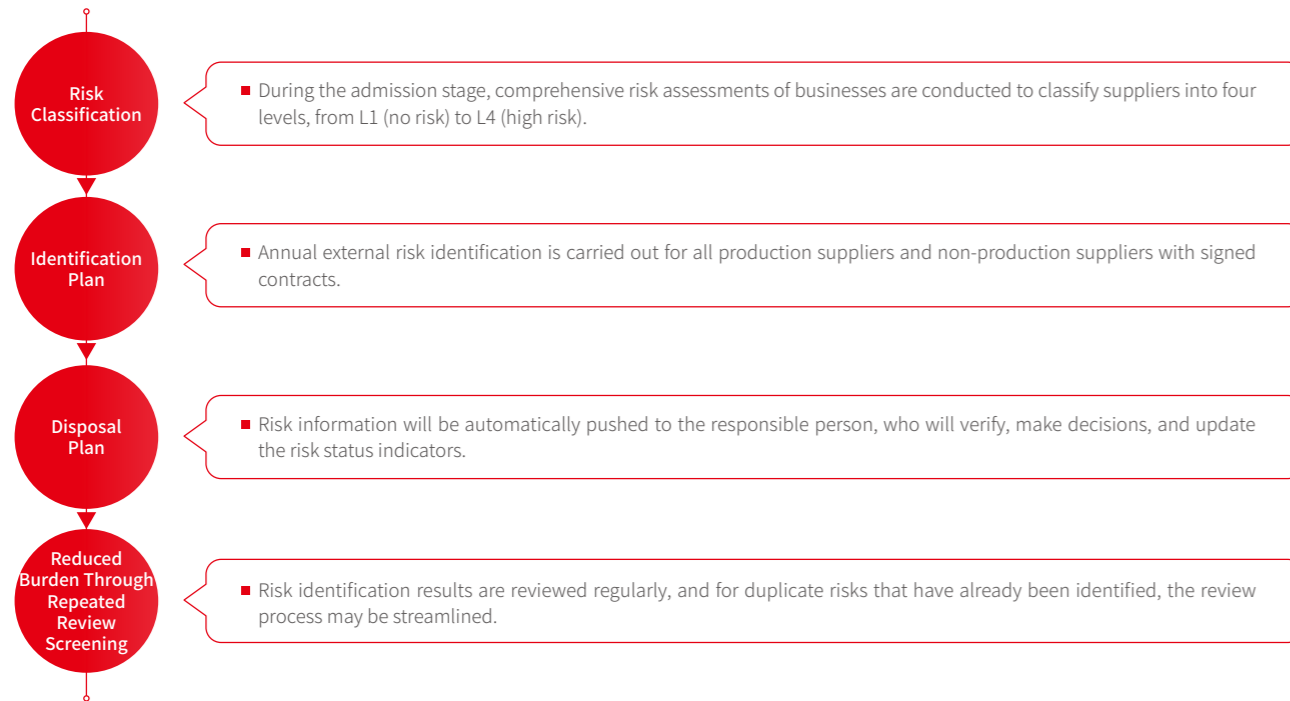 Risk
Classification
During the admission stage, comprehensive risk assessments of businesses are conducted to classify suppliers into four
levels, from L1 (no risk) to L4 (high risk).
Identification
Plan
Annual external risk identification is carried out for all production suppliers and non-production suppliers with signed
contracts.
Disposal
Plan
Risk information will be automatically pushed to the responsible person, who will verify, make decisions, and update
the risk status indicators.
Reduced
Burden Through
Repeated
Review
Screening
Risk identification results are reviewed regularly, and for duplicate risks that have already been identified, the review
process may be streamlined.